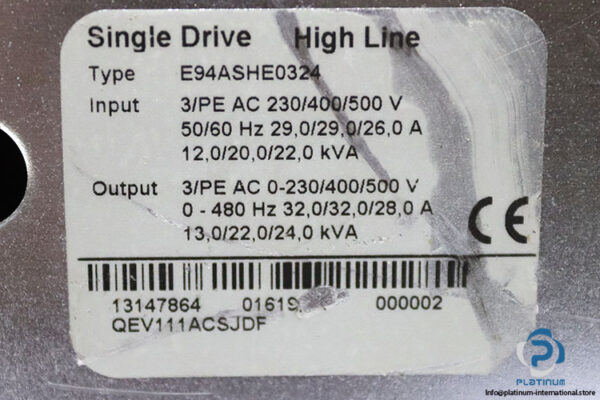 Single Drive High Line
Type E94ASHE0324
Input 3/PE AC 230/400/500 V
50/60 Hz 29,0/29,0/26,0 A
12,0/20,0/22,0 kVA
Output 3/PE AC 0-230/400/500 V
0 - 480 Hz 32,0/32,0/28,0 A
13,0/22,0/24,0 kVA
CE
13147864 01619 000002
QEV111ACSJDF
PLATINUM
Info@platinum-international.store